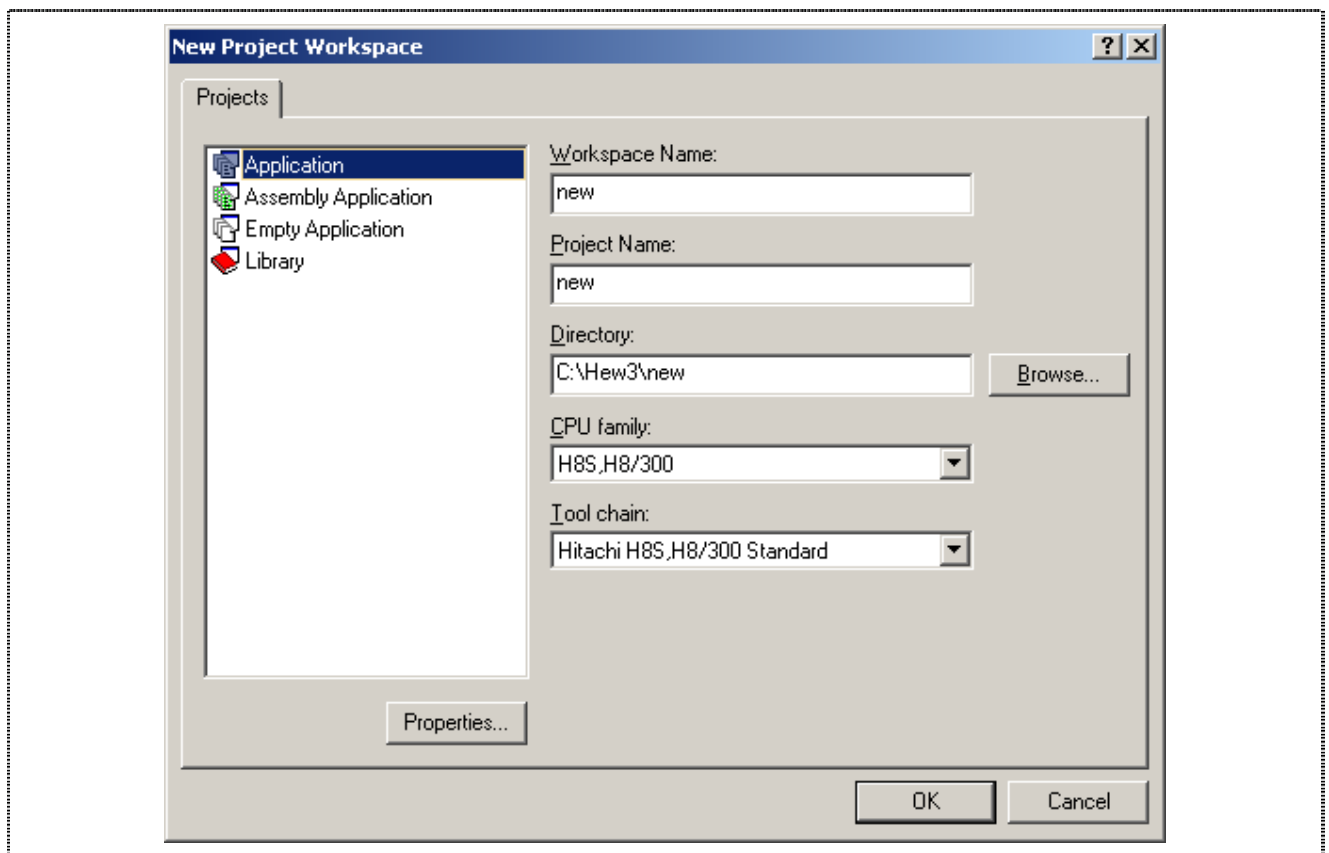 New Project Workspace
Projects
Application
Assembly Application
Empty Application
Library
Properties...
Workspace Name:
new
Project Name:
new
Directory:
C:\Hew3\new
Browse...
CPU family:
H8S,H8/300
Tool chain:
Hitachi H8S,H8/300 Standard
OK
Cancel